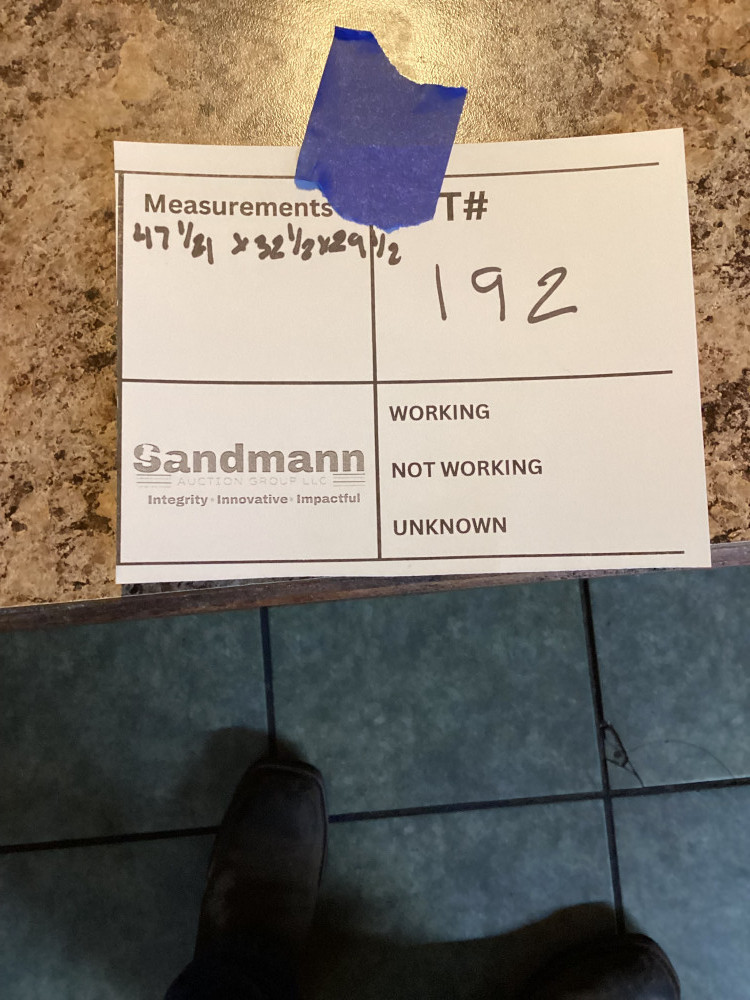 Measurements
T#
47 1/21 x 32 1/2 x 29 1/2
192
WORKING
NOT WORKING
UNKNOWN
Sandmann
AUCTION GROUP LLC
Integrity • Innovative • Impactful